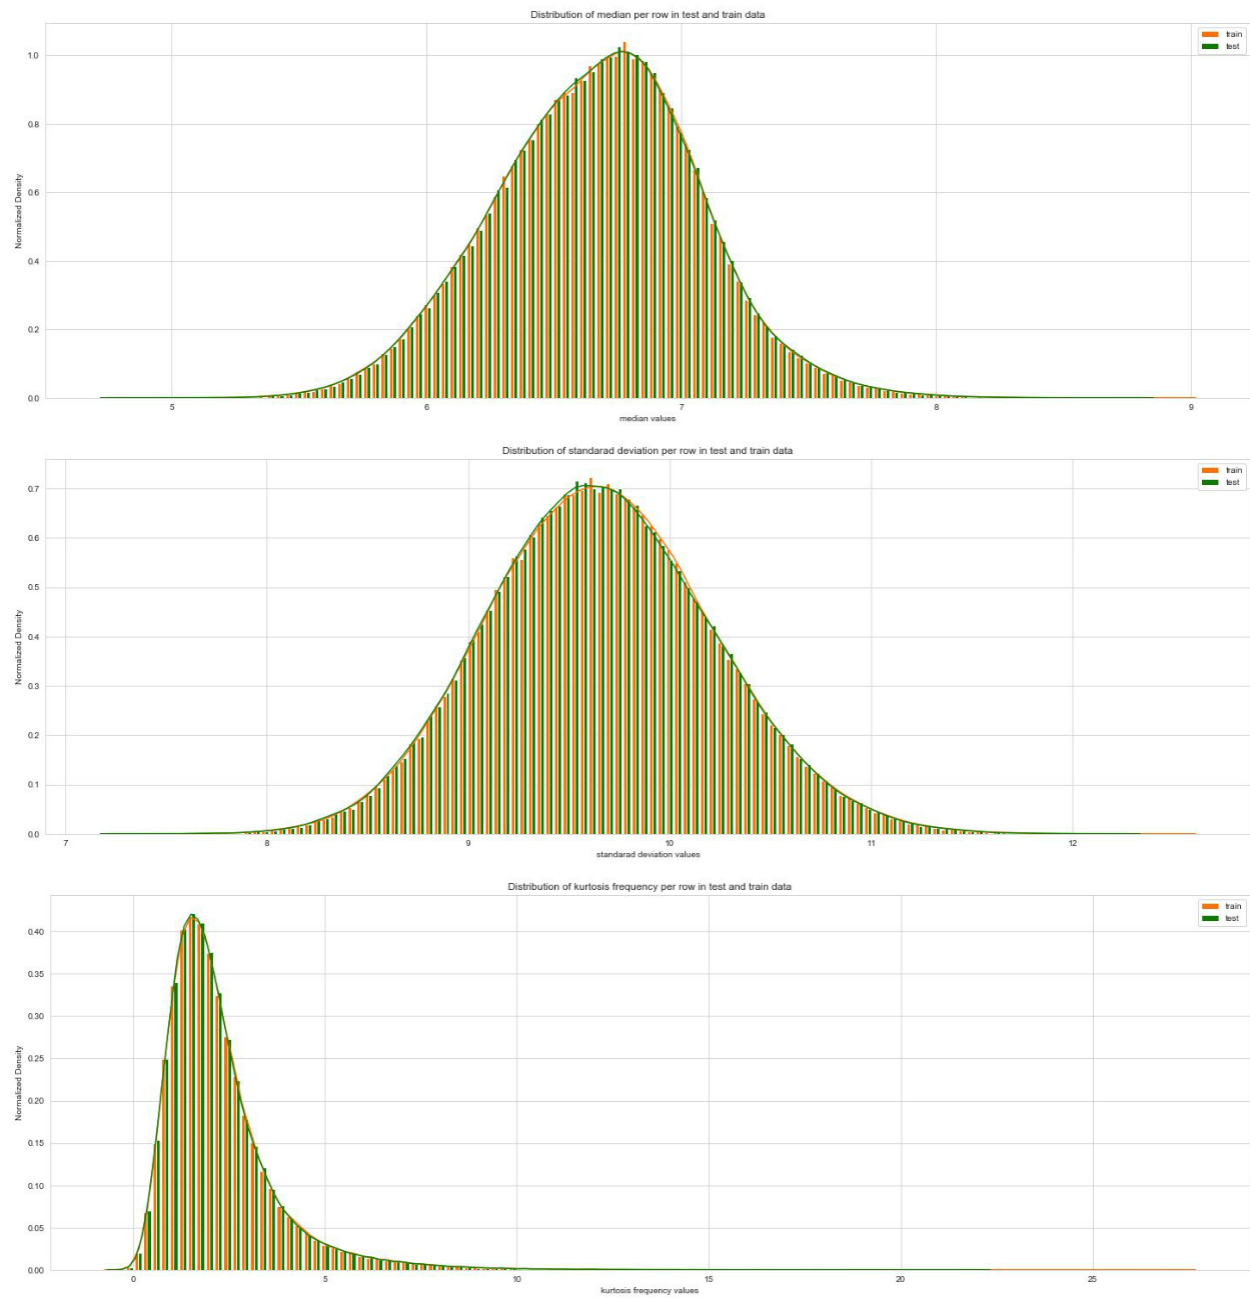 Distribution of median per row in test and train data
train
test
Normalized Density
1.0
0.8
0.6
0.4
0.2
0.0
5 6 7 8 9
median values
Distribution of standarad deviation per row in test and train data
train
test
Normalized Density
0.7
0.6
0.5
0.4
0.3
0.2
0.1
0.0
7 8 9 10 11 12
standarad deviation values
Distribution of kurtosis frequency per row in test and train data
train
test
Normalized Density
0.40
0.35
0.30
0.25
0.20
0.15
0.10
0.05
0.00
0 5 10 15 20 25
kurtosis frequency values